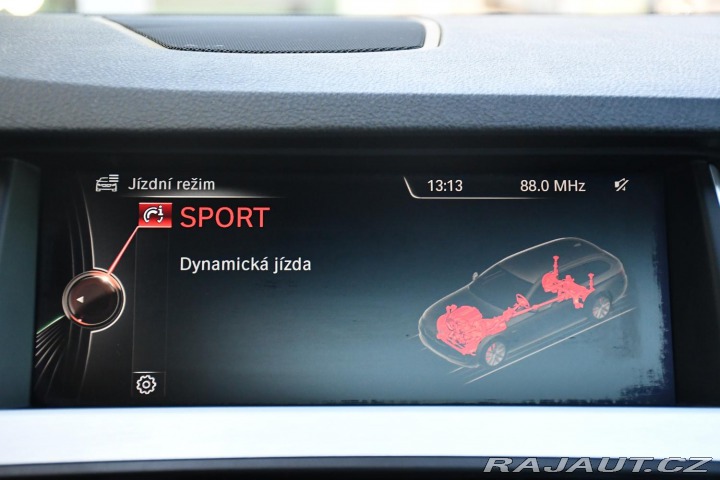 Jízdní režim
13:13
88.0 MHz
SPORT
Dynamická jízda
RAJAUT.CZ